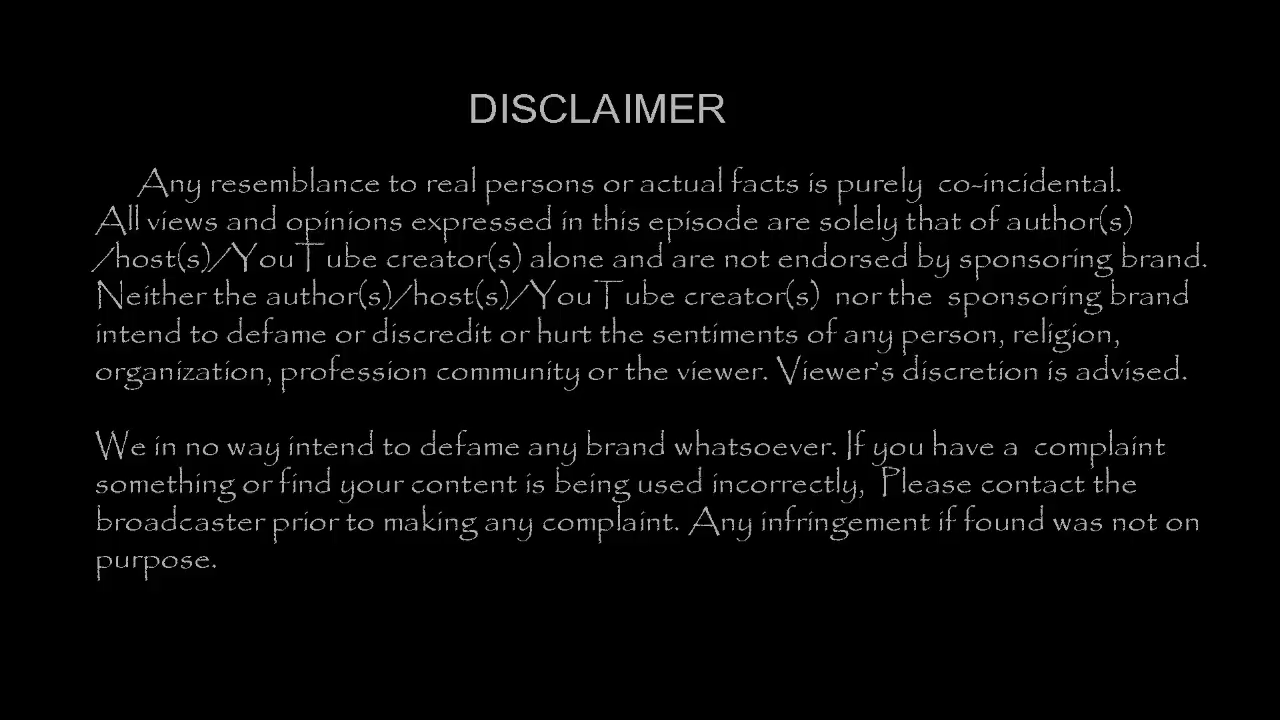 DISCLAIMER
Any resemblance to real persons or actual facts is purely co-incidental.
All views and opinions expressed in this episode are solely that of author(s)
/host(s)/YouTube creator(s) alone and are not endorsed by sponsoring brand.
Neither the author(s)/host(s)/YouTube creator(s) nor the sponsoring brand
intend to defame or discredit or hurt the sentiments of any person, religion,
organization, profession community or the viewer. Viewer's discretion is advised.
We in no way intend to defame any brand whatsoever. If you have a complaint
something or find your content is being used incorrectly, Please contact the
broadcaster prior to making any complaint. Any infringement if found was not on
purpose.